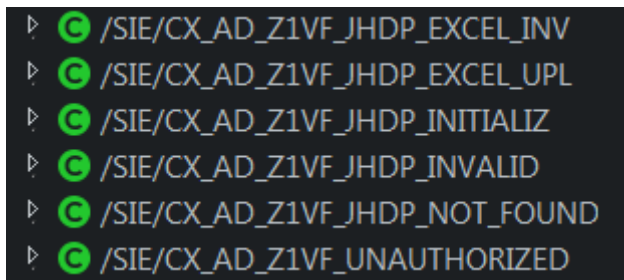 /SIE/CX_AD_Z1VF_JHDP_EXCEL_INV
/SIE/CX_AD_Z1VF_JHDP_EXCEL_UPL
/SIE/CX_AD_Z1VF_JHDP_INITIALIZ
/SIE/CX_AD_Z1VF_JHDP_INVALID
/SIE/CX_AD_Z1VF_JHDP_NOT_FOUND
/SIE/CX_AD_Z1VF_UNAUTHORIZED